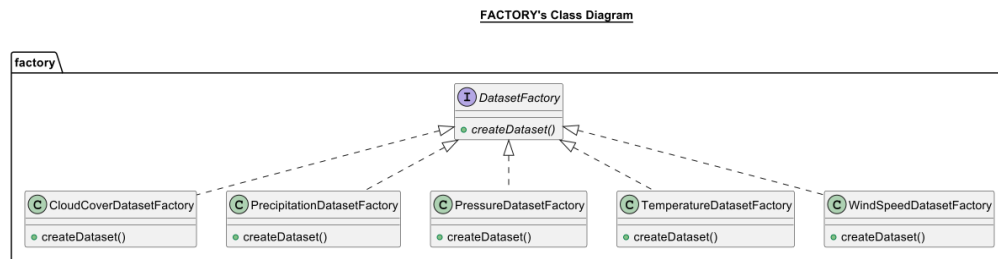 FACTORY's Class Diagram
factory
I DatasetFactory
createDataset()
C CloudCoverDatasetFactory
createDataset()
C PrecipitationDatasetFactory
createDataset()
C PressureDatasetFactory
createDataset()
C TemperatureDatasetFactory
createDataset()
C WindSpeedDatasetFactory
createDataset()